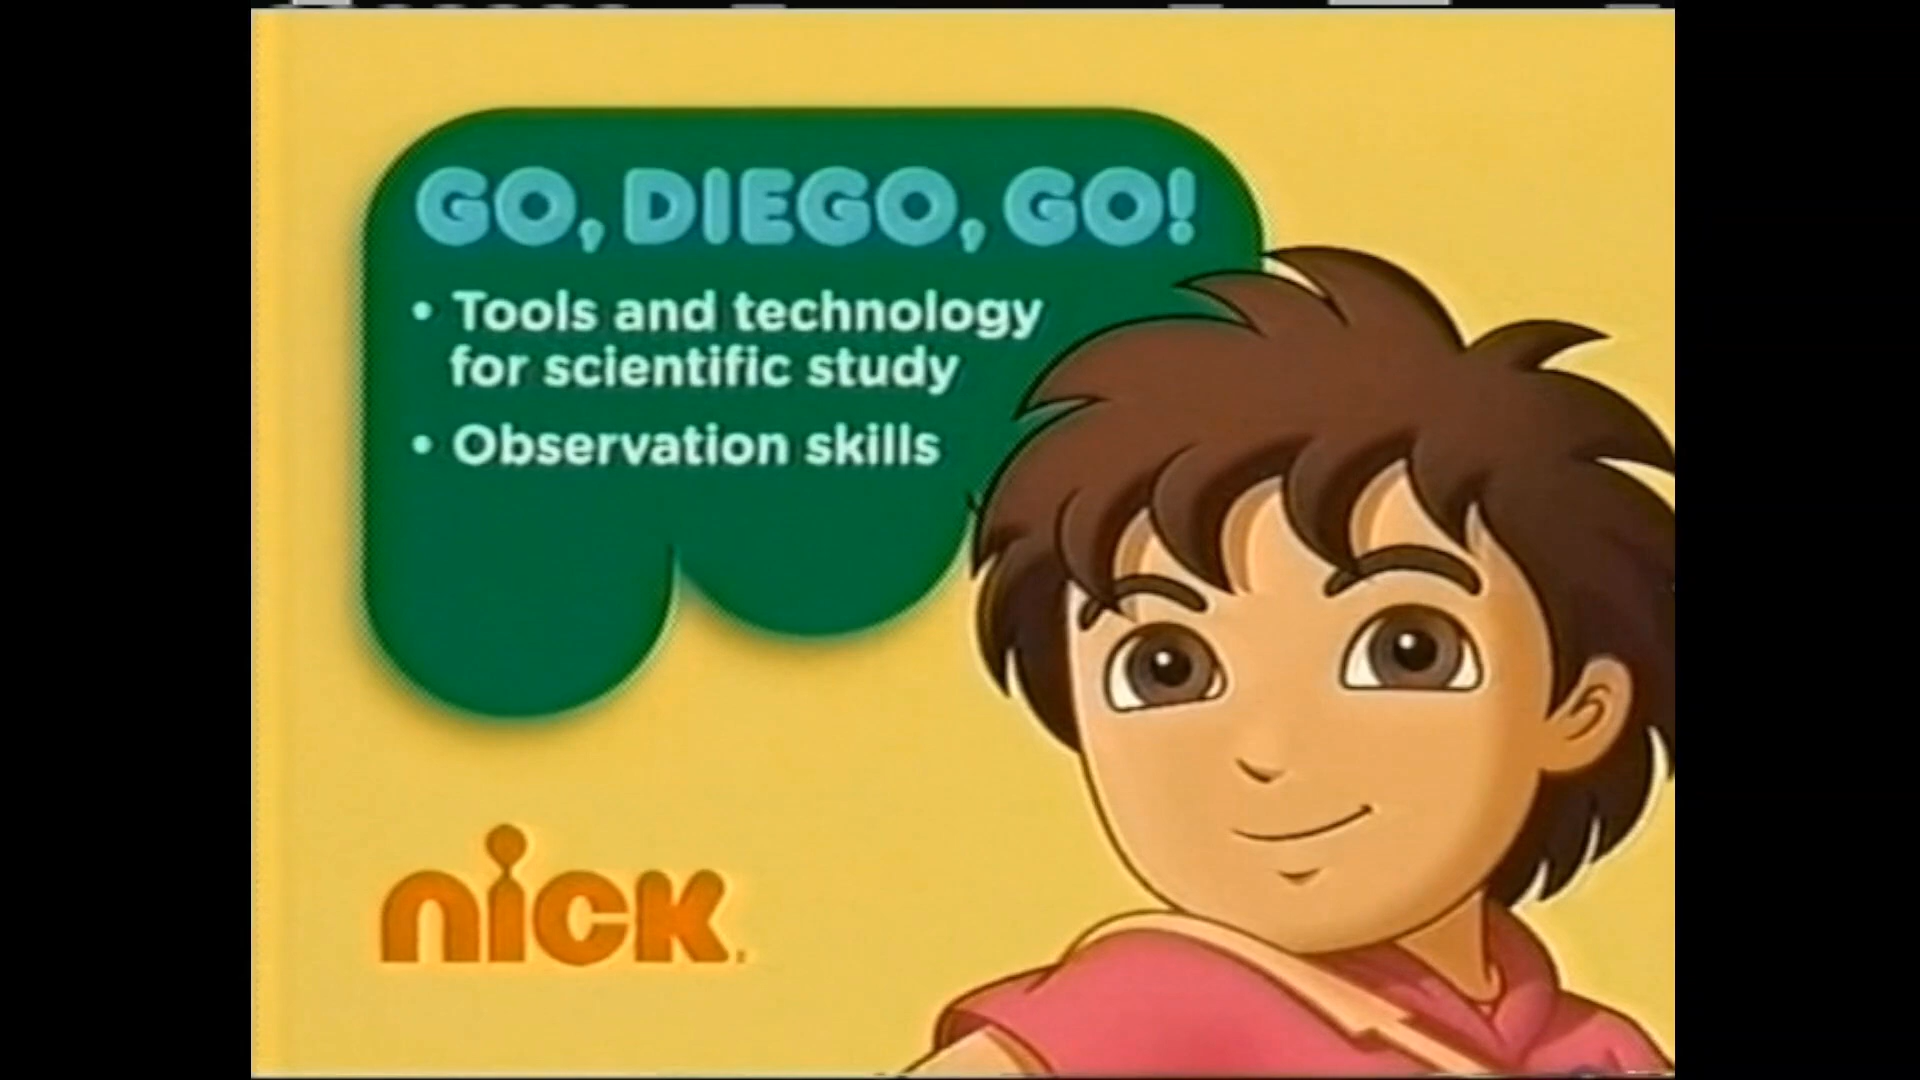 GO, DIEGO, GO!
• Tools and technology
for scientific study
• Observation skills
nick